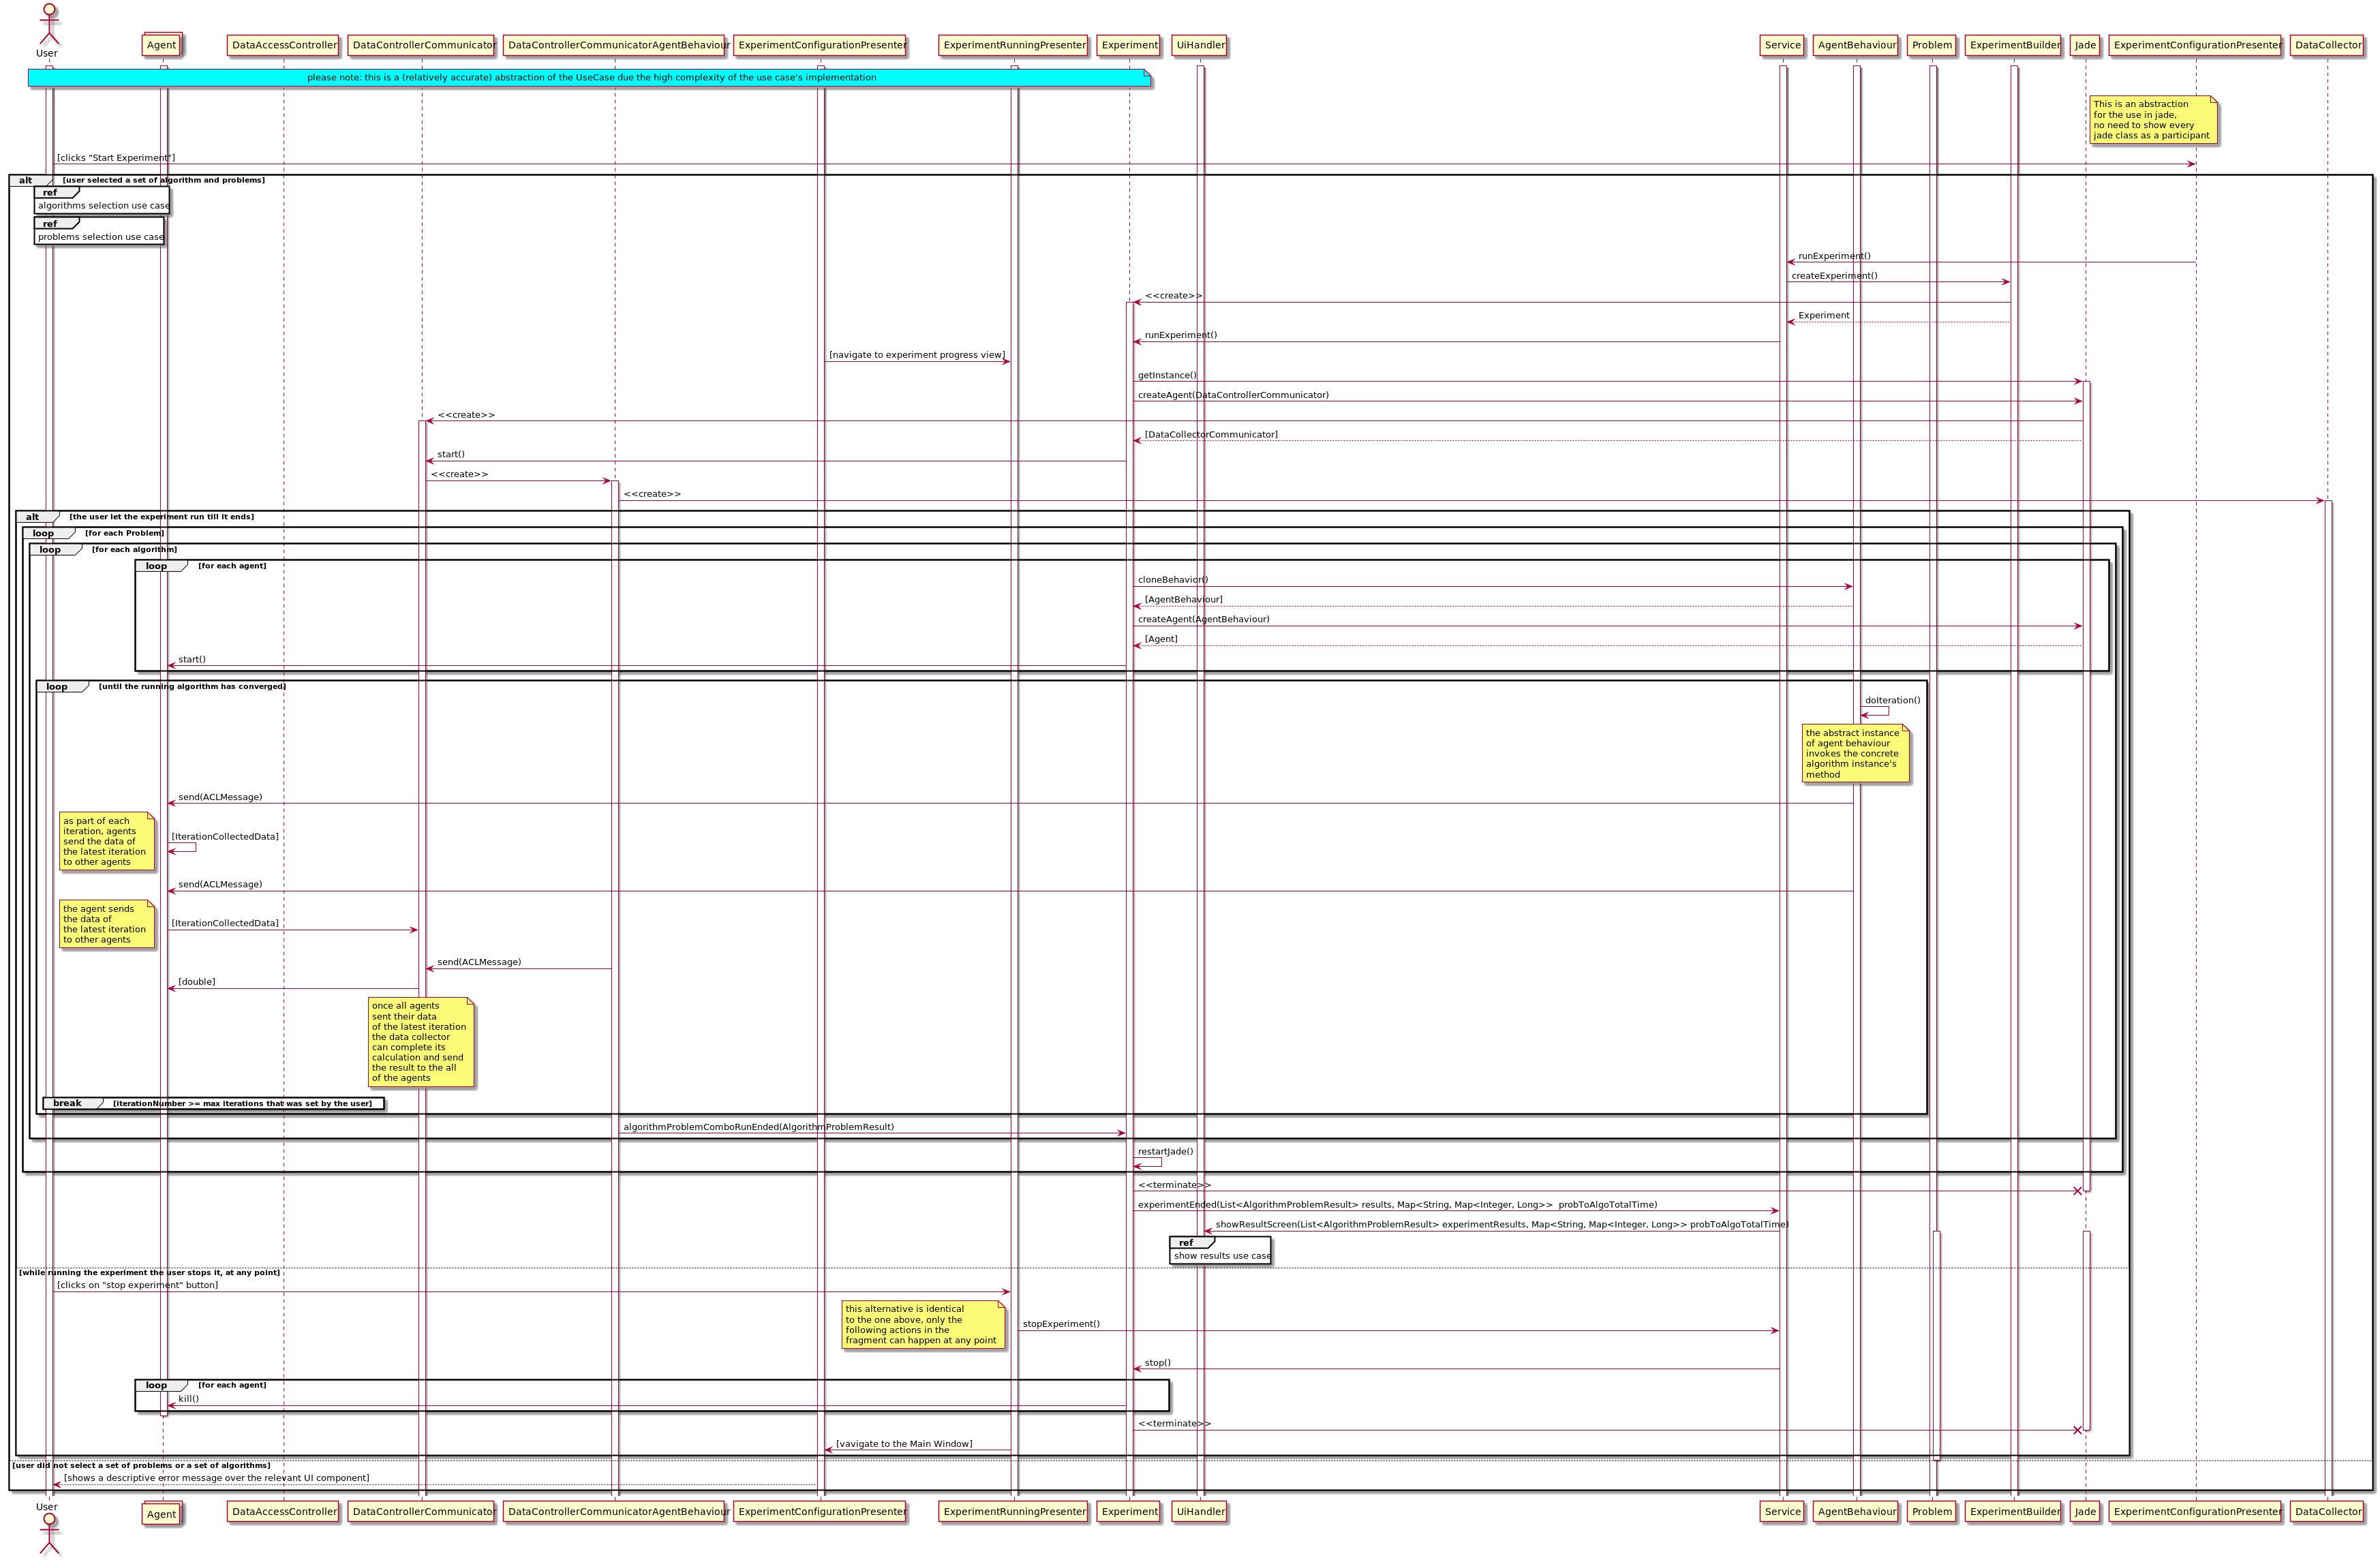 User
Agent
DataAccessController
DataControllerCommunicator
DataControllerCommunicatorAgentBehaviour
ExperimentConfigurationPresenter
ExperimentRunningPresenter
Experiment
UiHandler
Service
AgentBehaviour
Problem
ExperimentBuilder
Jade
ExperimentConfigurationPresenter
DataCollector
please note: this is a (relatively accurate) abstraction of the UseCase due the high complexity of the use case's implementation
This is an abstraction
for the use in jade,
no need to show every
jade class as a participant
[clicks "Start Experiment"]
alt [user selected a set of algorithm and problems]
ref
algorithms selection use case
ref
problems selection use case
runExperiment()
createExperiment()
<<create>>
Experiment
runExperiment()
[navigate to experiment progress view]
getInstance()
createAgent(DataControllerCommunicator)
<<create>>
[DataCollectorCommunicator]
start()
<<create>>
<<create>>
alt [the user let the experiment run till it ends]
loop [for each Problem]
loop [for each algorithm]
loop [for each agent]
cloneBehavior()
[AgentBehaviour]
createAgent(AgentBehaviour)
[Agent]
start()
loop [until the running algorithm has converged]
doIteration()
the abstract instance
of agent behaviour
invokes the concrete
algorithm instance's
method
send(ACLMessage)
as part of each
iteration, agents
send the data of
the latest iteration
to other agents
[IterationCollectedData]
send(ACLMessage)
the agent sends
the data of
the latest iteration
to other agents
[IterationCollectedData]
send(ACLMessage)
[double]
once all agents
sent their data
of the latest iteration
the data collector
can complete its
calculation and send
the result to the all
of the agents
break [iterationNumber >= max iterations that was set by the user]
algorithmProblemComboRunEnded(AlgorithmProblemResult)
restartJade()
<<terminate>>
experimentEnded(List<AlgorithmProblemResult> results, Map<String, Map<Integer, Long>>  probToAlgoTotalTime)
showResultScreen(List<AlgorithmProblemResult> experimentResults, Map<String, Map<Integer, Long>> probToAlgoTotalTime)
ref
show results use case
[while running the experiment the user stops it, at any point]
[clicks on "stop experiment" button]
this alternative is identical
to the one above, only the
following actions in the
fragment can happen at any point
stopExperiment()
stop()
loop [for each agent]
kill()
<<terminate>>
[vavigate to the Main Window]
[user did not select a set of problems or a set of algorithms]
[shows a descriptive error message over the relevant UI component]
User
Agent
DataAccessController
DataControllerCommunicator
DataControllerCommunicatorAgentBehaviour
ExperimentConfigurationPresenter
ExperimentRunningPresenter
Experiment
UiHandler
Service
AgentBehaviour
Problem
ExperimentBuilder
Jade
ExperimentConfigurationPresenter
DataCollector